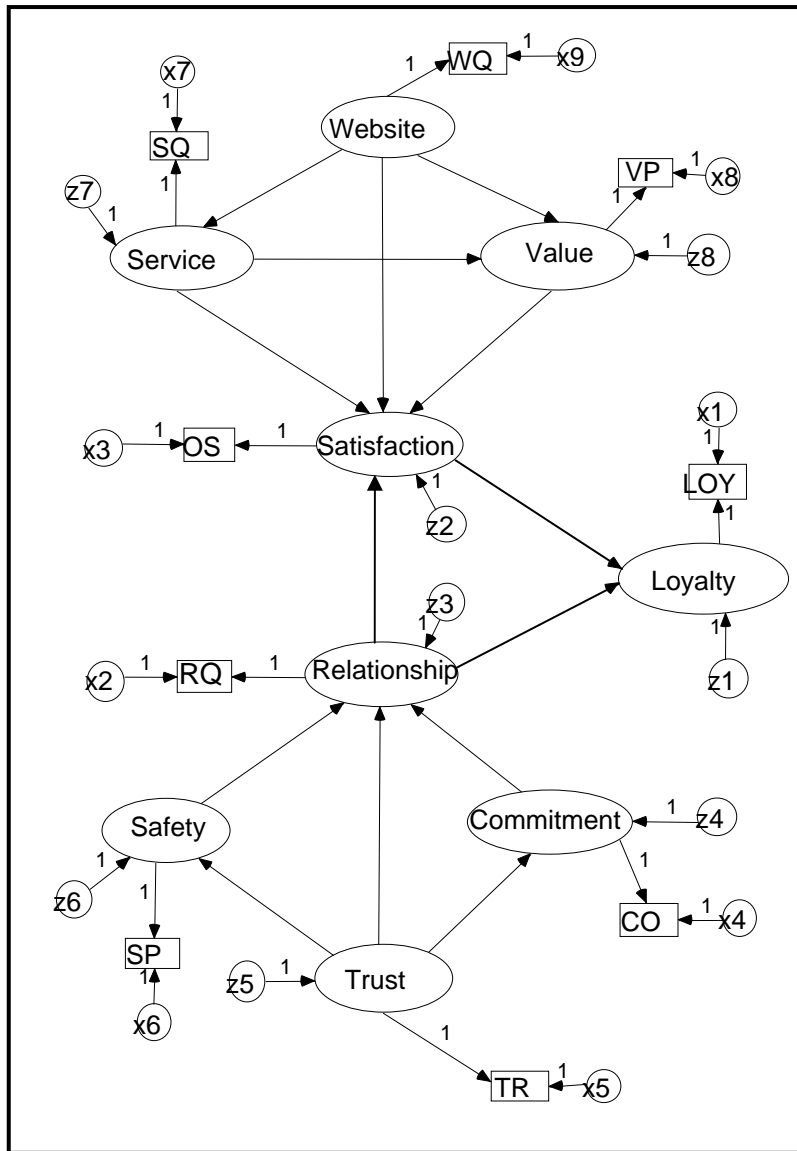 1 WQ 1 x9
x7
1
Website
SQ
1
VP 1 x8
z7
1
1
Service
Value
1 z8
x1
1
x3 1 OS 1 Satisfaction
LOY
1
z2
1
Loyalty
z3
1
x2 1 RQ 1 Relationship
1
z1
Safety
Commitment 1 z4
1
1
1
z6
CO 1 x4
SP
1
z5 1 Trust
x6
1
TR 1 x5